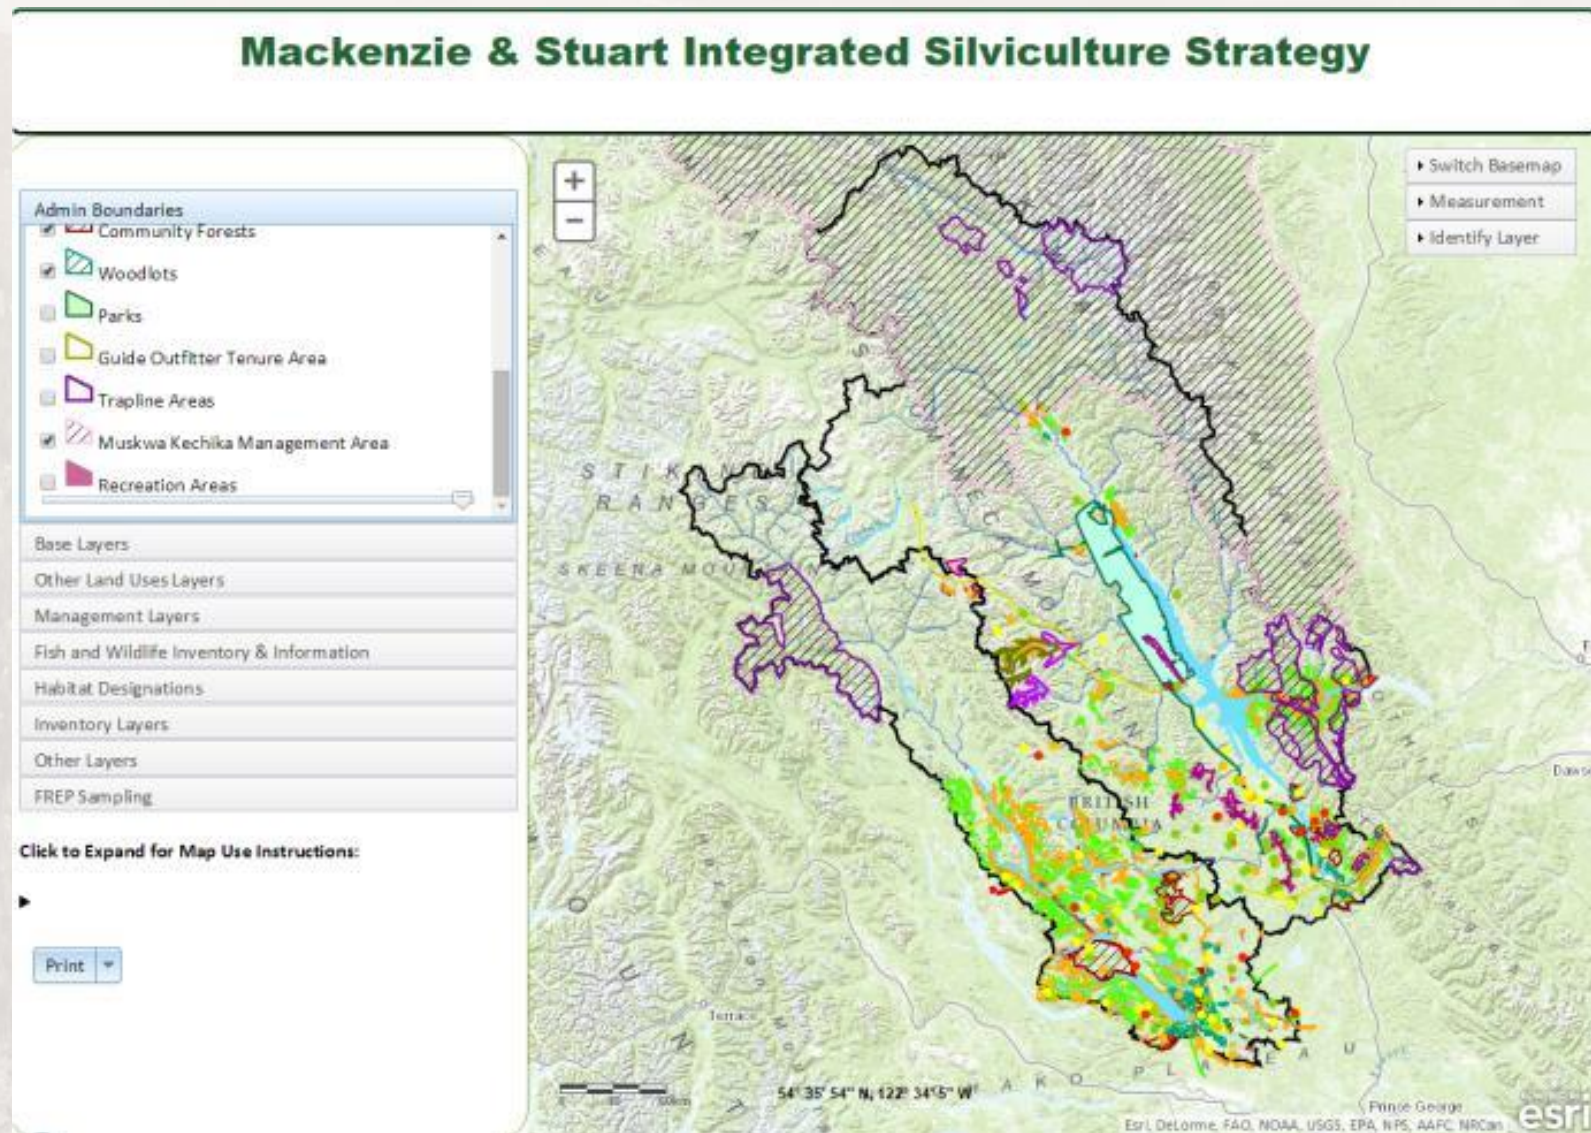 Mackenzie & Stuart Integrated Silviculture Strategy
Admin Boundaries
Community Forests
Woodlots
Parks
Guide Outfitter Tenure Area
Trapline Areas
Muskwa Kechika Management Area
Recreation Areas
Base Layers
Other Land Uses Layers
Management Layers
Fish and Wildlife Inventory & Information
Habitat Designations
Inventory Layers
Other Layers
FREP Sampling
Click to Expand for Map Use Instructions:
Print
+
−
Switch Basemap
Measurement
Identify Layer
STIK
RANGES
SKEENA MOU
BRITISH
COLUMBIA
Daws
Terrace
54° 35' 54" N; 122° 34' 5" W
A K O P L A E A U
Prince George
Esri, DeLorme, FAO, NOAA, USGS, EPA, NPS, AAFC, NRCan
esri